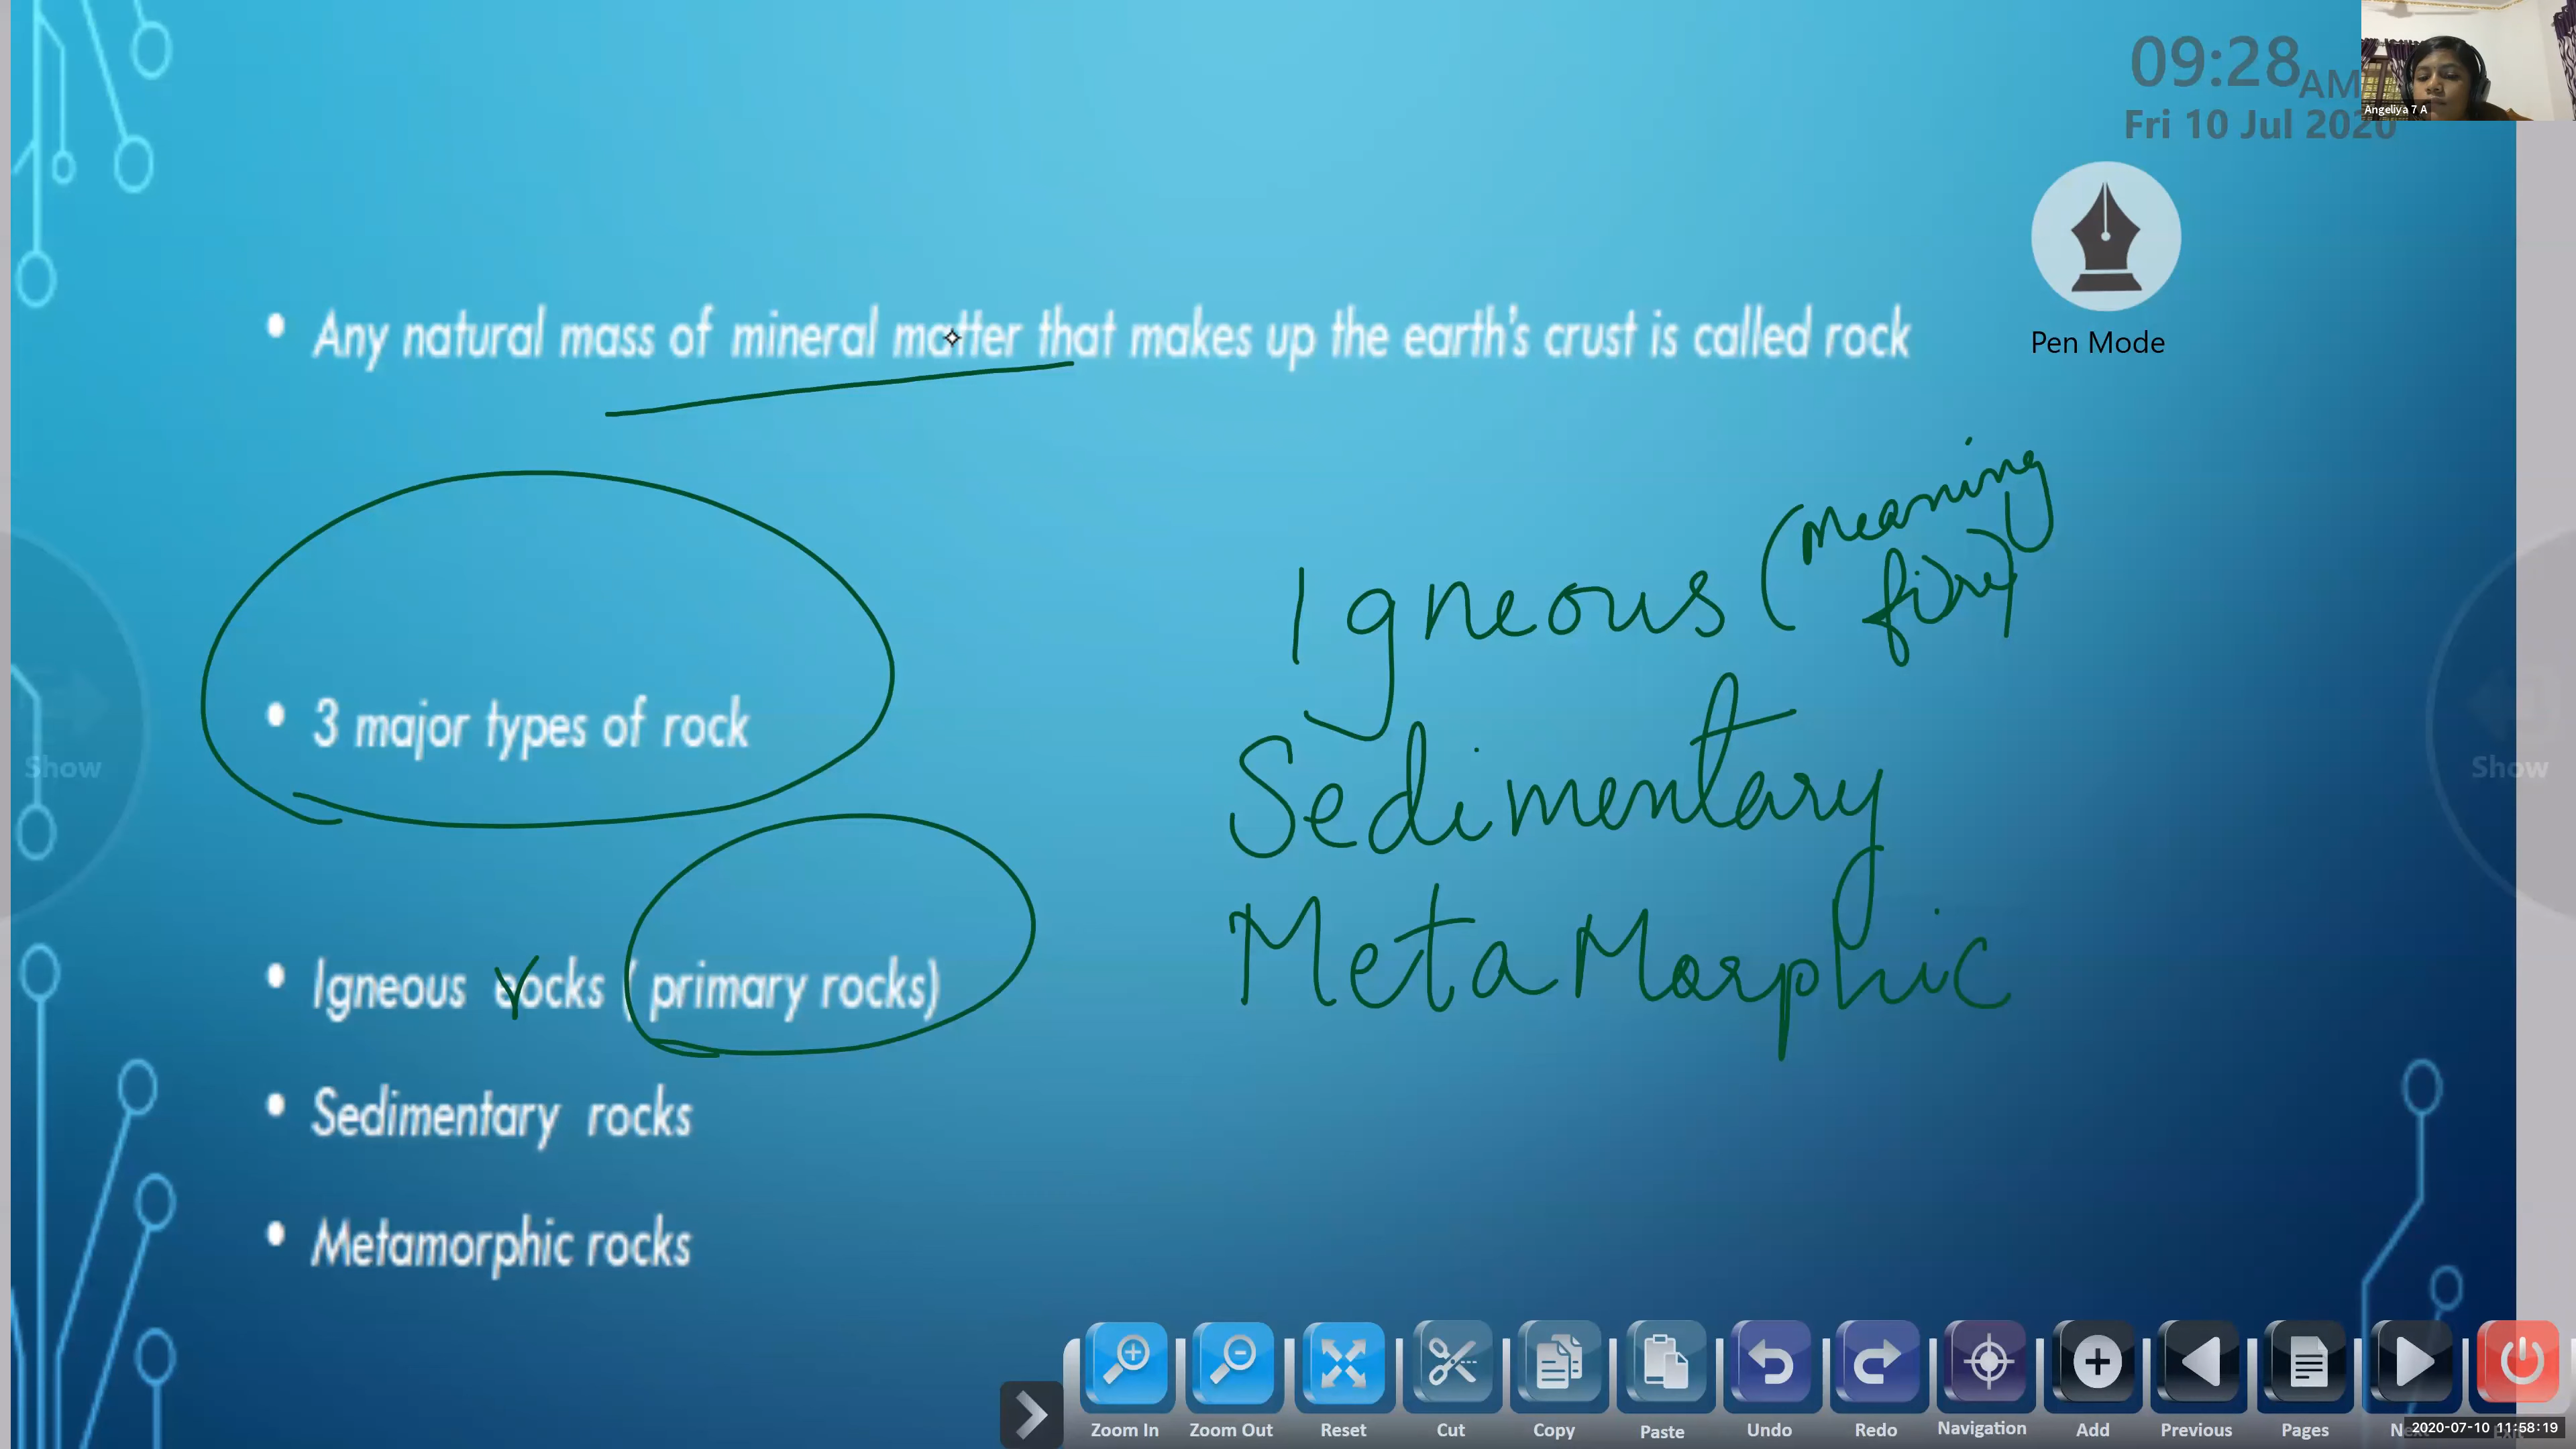 09:28AM
Fri 10 Jul 2020
Angeliya 7 A
Pen Mode
• Any natural mass of mineral matter that makes up the earth's crust is called rock
(Meaning
fire)
Igneous
• 3 major types of rock
Sedimentary
MetaMorphic
• Igneous rocks ( primary rocks)
• Sedimentary rocks
• Metamorphic rocks
Show
Show
Zoom In Zoom Out Reset Cut Copy Paste Undo Redo Navigation Add Previous Pages
2020-07-10 11:58:19